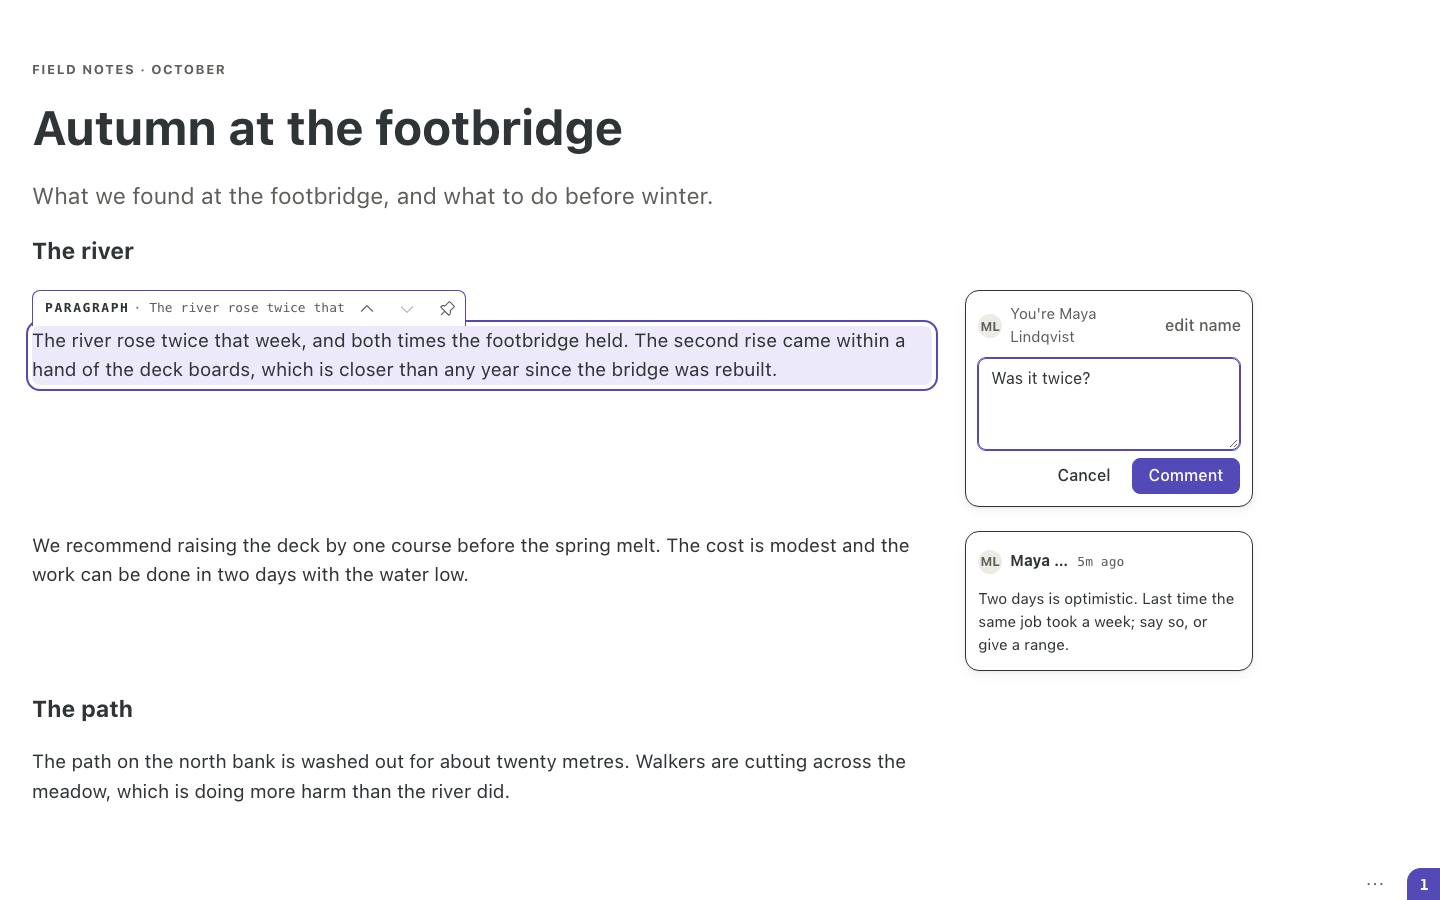 FIELD NOTES · OCTOBER
Autumn at the footbridge
What we found at the footbridge, and what to do before winter.
The river
PARAGRAPH · The river rose twice that
The river rose twice that week, and both times the footbridge held. The second rise came within a
hand of the deck boards, which is closer than any year since the bridge was rebuilt.
ML
You're Maya
Lindqvist
edit name
Was it twice?
Cancel
Comment
We recommend raising the deck by one course before the spring melt. The cost is modest and the
work can be done in two days with the water low.
ML Maya ... 5m ago
Two days is optimistic. Last time the
same job took a week; say so, or
give a range.
The path
The path on the north bank is washed out for about twenty metres. Walkers are cutting across the
meadow, which is doing more harm than the river did.
... 1